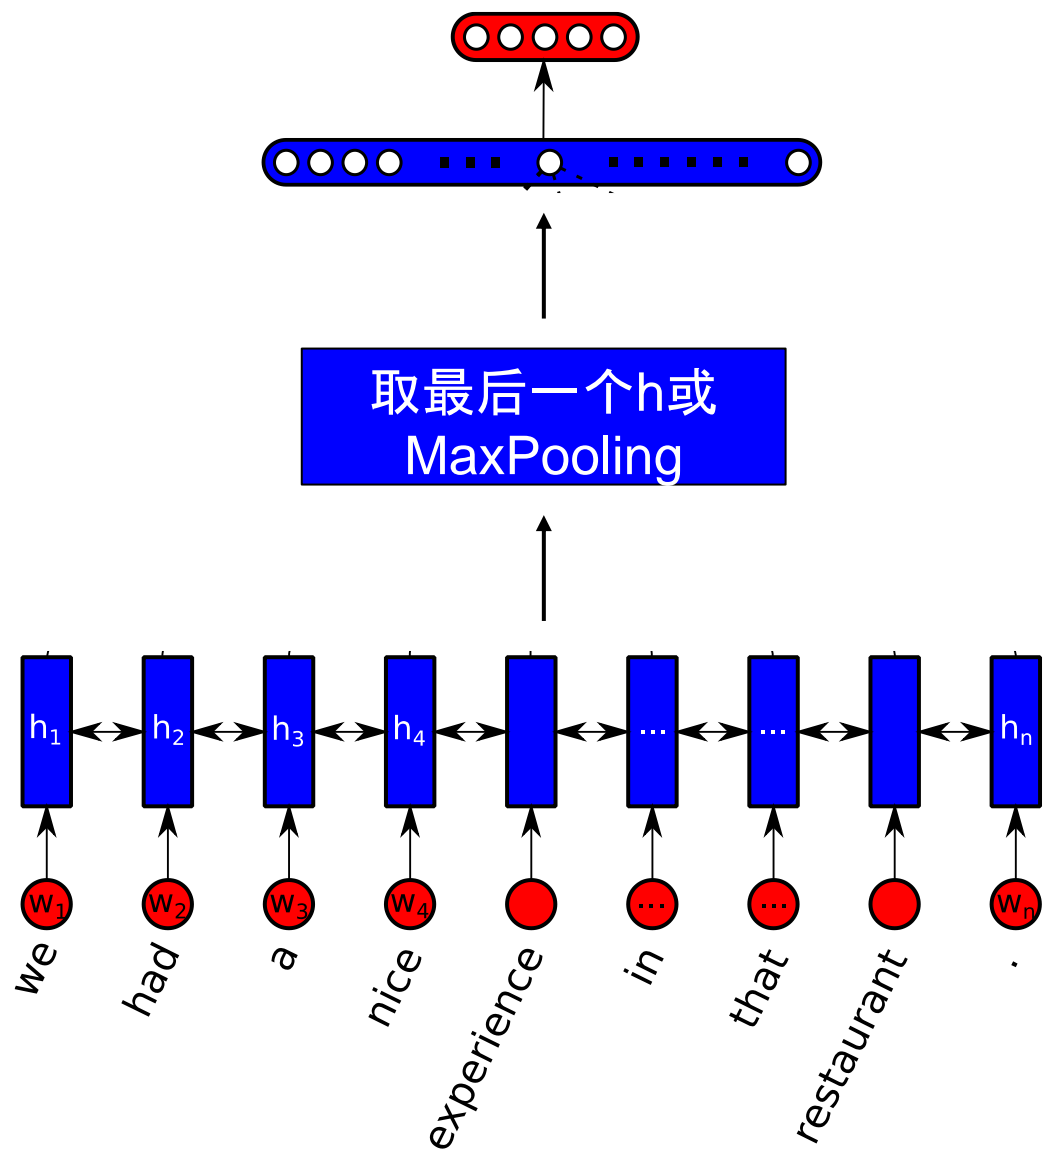 取最后一个h或
MaxPooling
h1 h2 h3 h4 ... ... hn
w1 w2 w3 w4 ... ... wn
we had a nice experience in that restaurant .